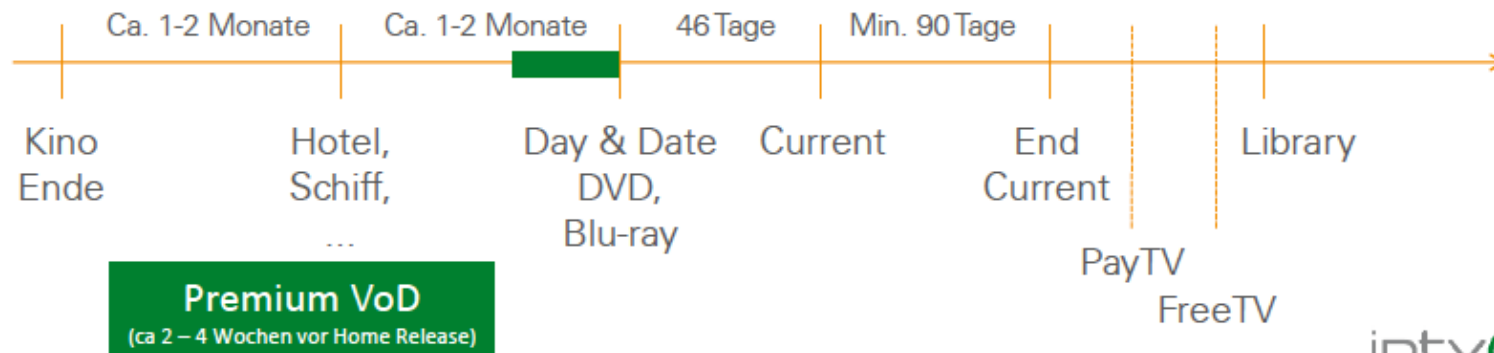 Ca. 1-2 Monate
Ca. 1-2 Monate
46 Tage
Min. 90 Tage
Kino
Ende
Hotel,
Schiff,
...
Day & Date
DVD,
Blu-ray
Current
End
Current
Library
PayTV
FreeTV
Premium VoD
(ca 2 – 4 Wochen vor Home Release)